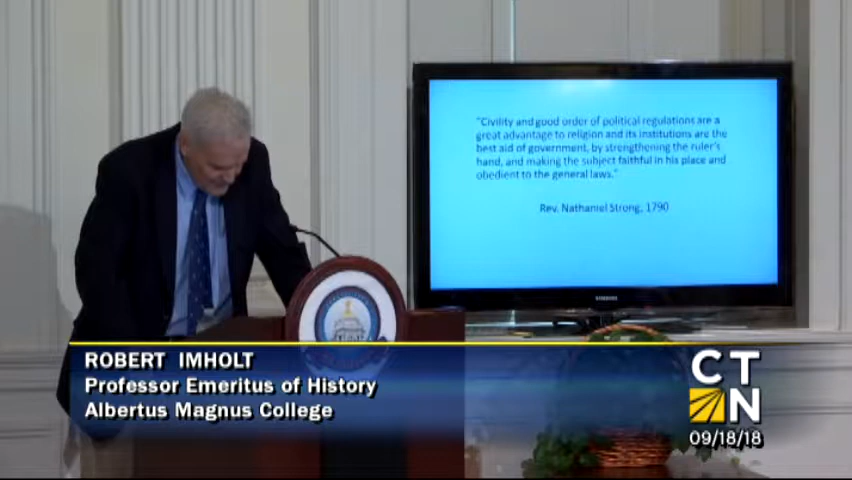 "Civility and good order of political regulations are a
great advantage to religion and its institutions are the
best aid of government, by strengthening the ruler's
hand, and making the subject faithful in his place and
obedient to the general laws."
Rev. Nathaniel Strong, 1790
SAMSUNG
ROBERT IMHOLT
Professor Emeritus of History
Albertus Magnus College
CT
N
09/18/18